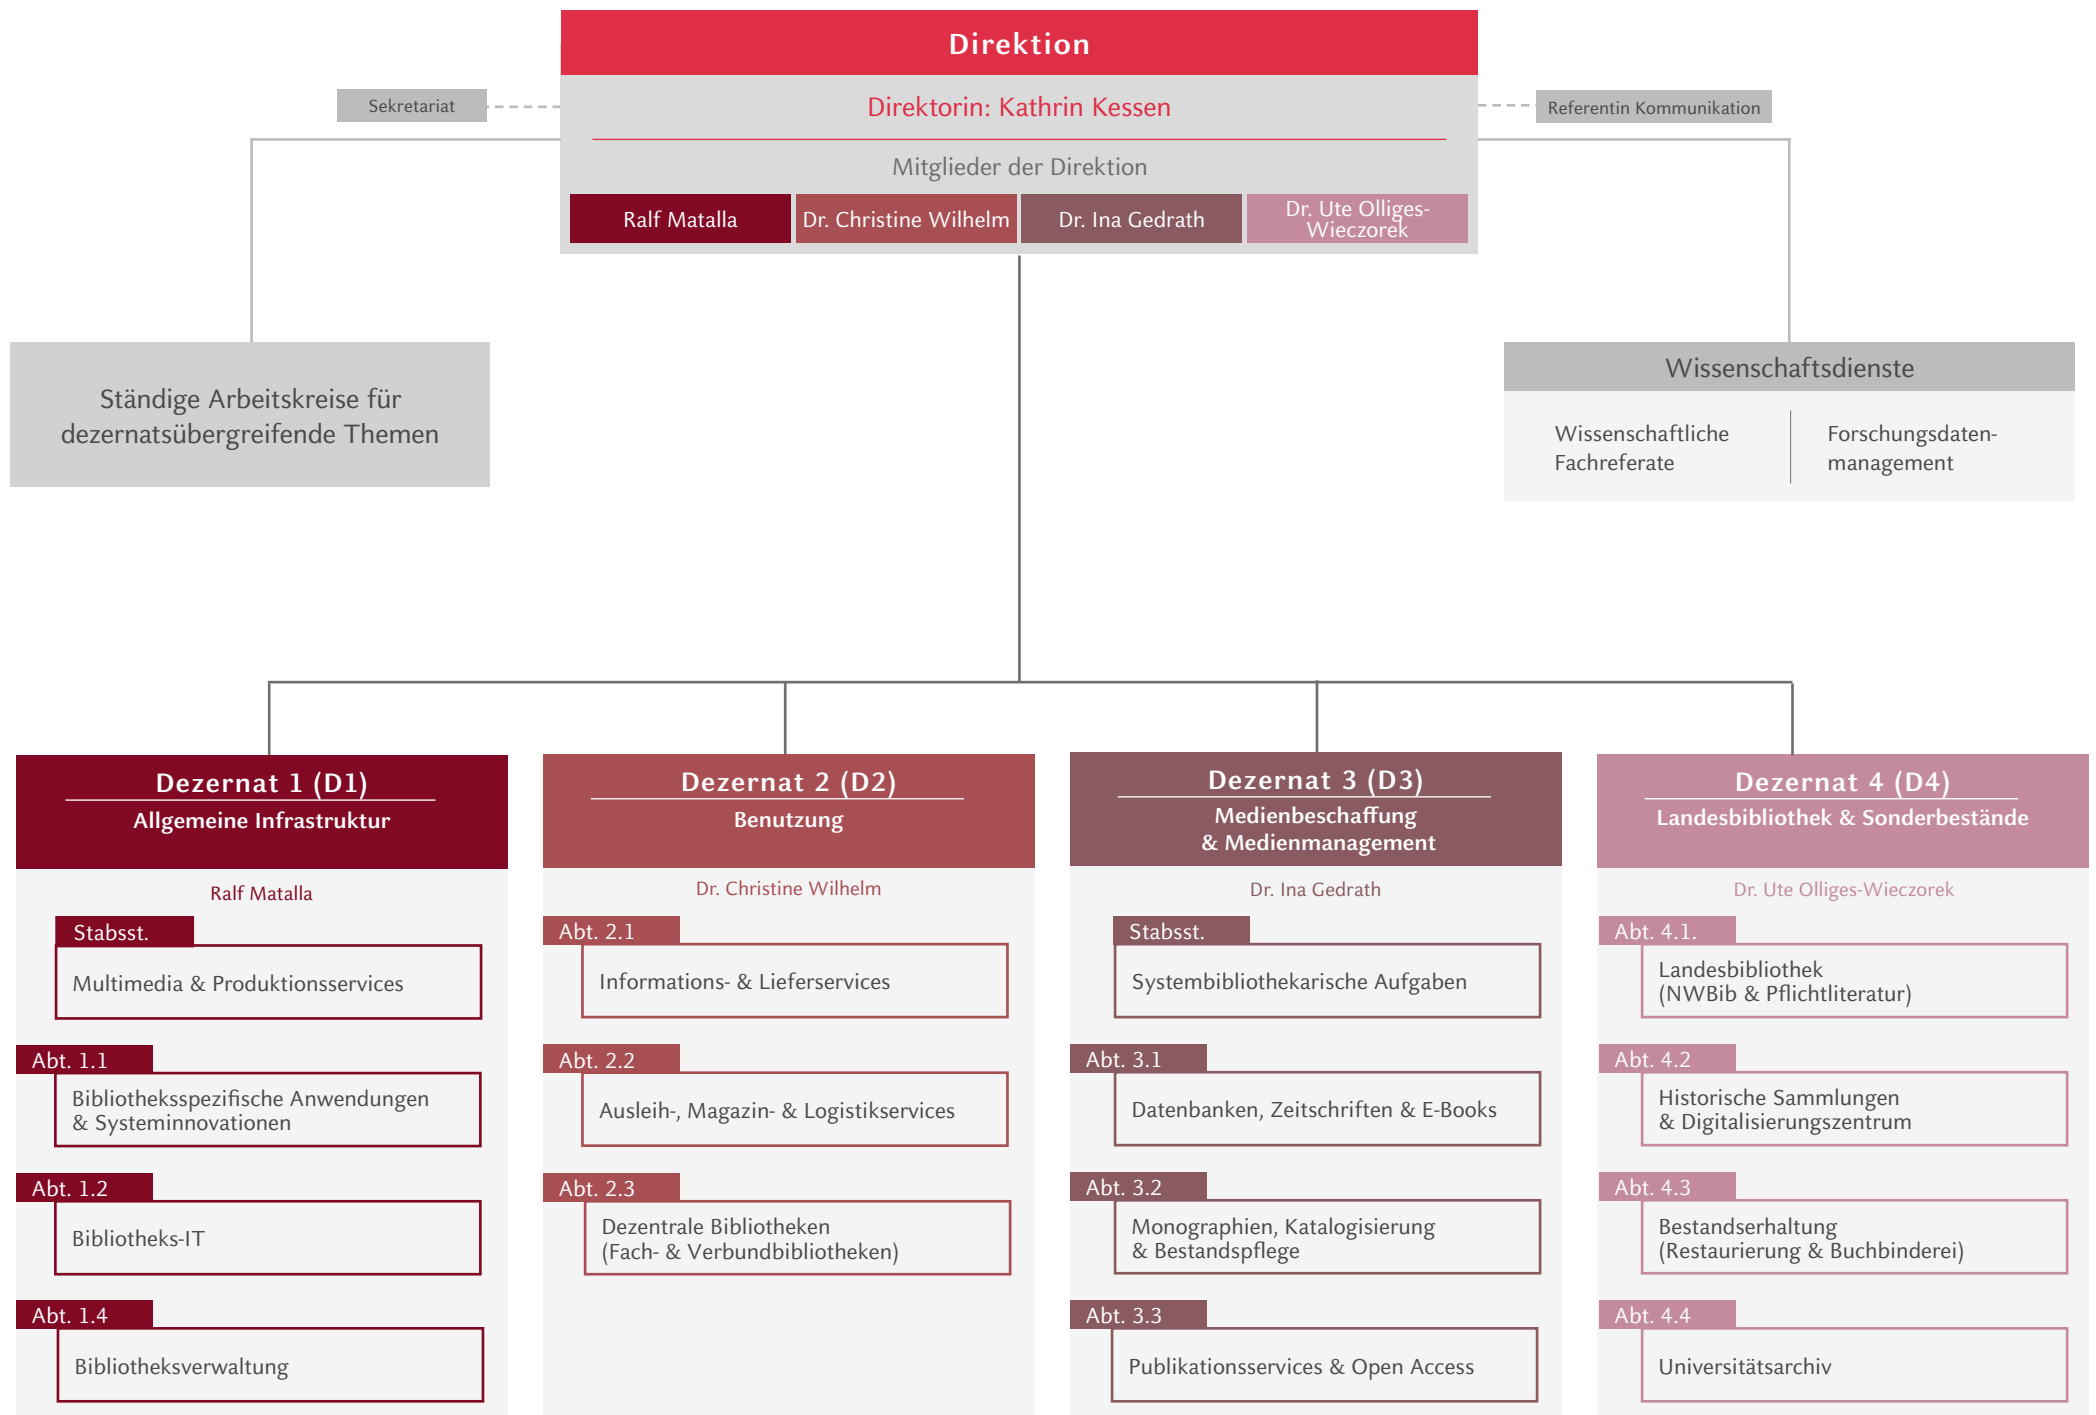 Direktion
Sekretariat
Direktorin: Kathrin Kessen
Referentin Kommunikation
Mitglieder der Direktion
Ralf Matalla
Dr. Christine Wilhelm
Dr. Ina Gedrath
Dr. Ute Olliges-
Wieczorek
Ständige Arbeitskreise für
dezernatsübergreifende Themen
Wissenschaftsdienste
Wissenschaftliche
Fachreferate
Forschungsdaten-
management
Dezernat 1 (D1)
Allgemeine Infrastruktur
Ralf Matalla
Stabsst.
Multimedia & Produktionsservices
Abt. 1.1
Bibliotheksspezifische Anwendungen
& Systeminnovationen
Abt. 1.2
Bibliotheks-IT
Abt. 1.4
Bibliotheksverwaltung
Dezernat 2 (D2)
Benutzung
Dr. Christine Wilhelm
Abt. 2.1
Informations- & Lieferservices
Abt. 2.2
Ausleih-, Magazin- & Logistikservices
Abt. 2.3
Dezentrale Bibliotheken
(Fach- & Verbundbibliotheken)
Dezernat 3 (D3)
Medienbeschaffung
& Medienmanagement
Dr. Ina Gedrath
Stabsst.
Systembibliothekarische Aufgaben
Abt. 3.1
Datenbanken, Zeitschriften & E-Books
Abt. 3.2
Monographien, Katalogisierung
& Bestandspflege
Abt. 3.3
Publikationsservices & Open Access
Dezernat 4 (D4)
Landesbibliothek & Sonderbestände
Dr. Ute Olliges-Wieczorek
Abt. 4.1.
Landesbibliothek
(NWBib & Pflichtliteratur)
Abt. 4.2
Historische Sammlungen
& Digitalisierungszentrum
Abt. 4.3
Bestandserhaltung
(Restaurierung & Buchbinderei)
Abt. 4.4
Universitätsarchiv